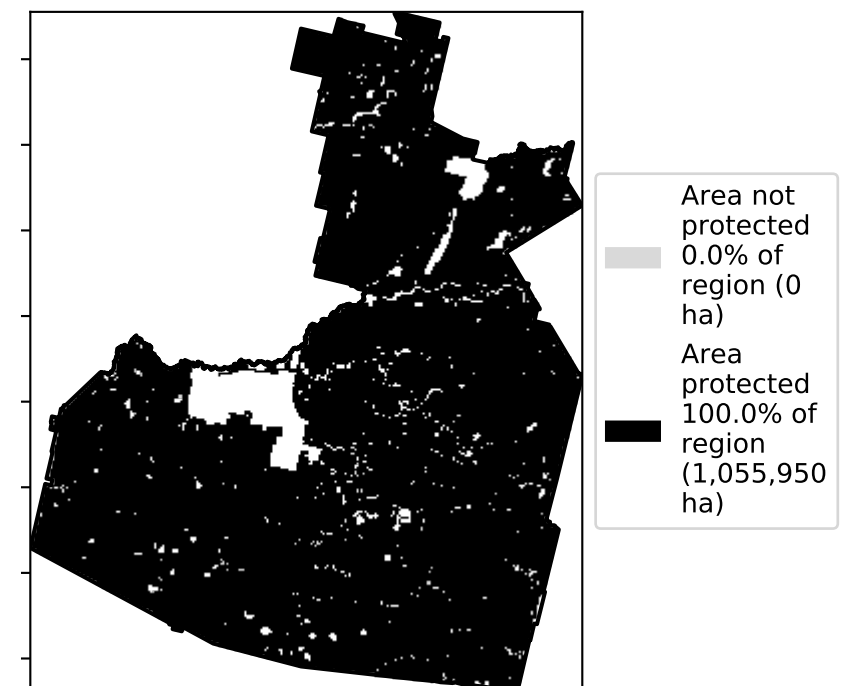 Area not
protected
0.0% of
region (0
ha)
Area
protected
100.0% of
region
(1,055,950
ha)